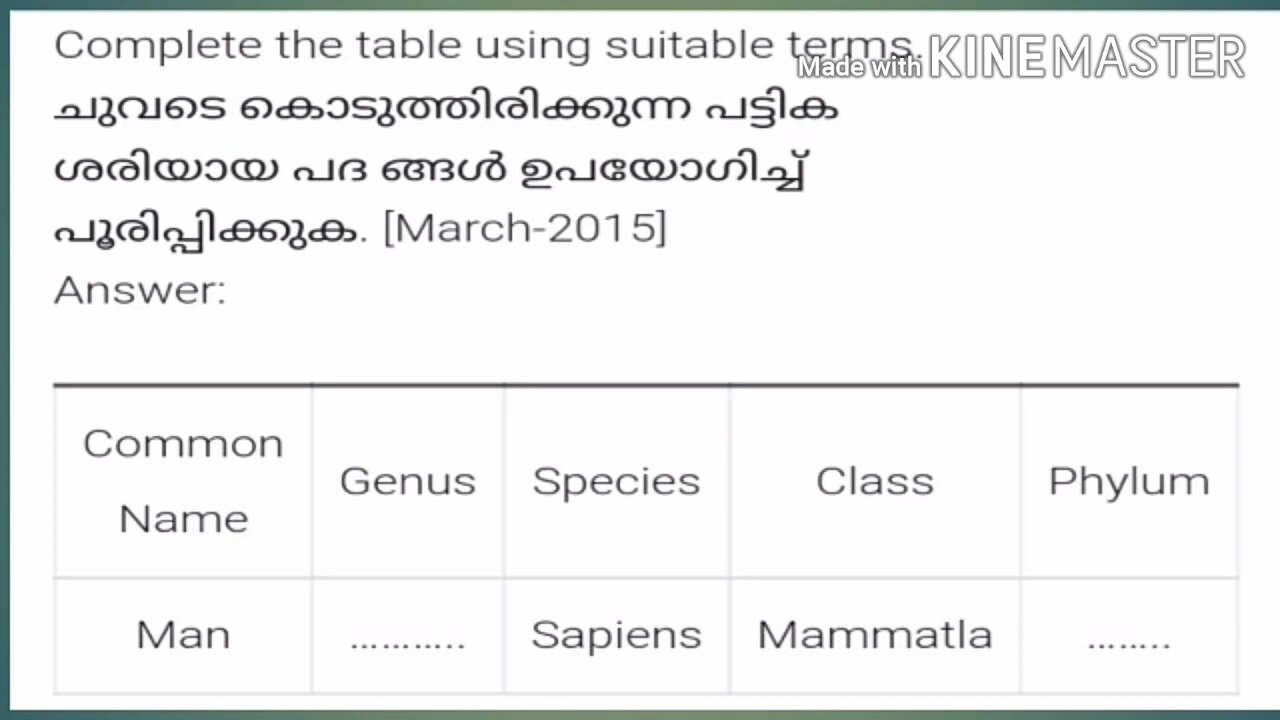 Complete the table using suitable terms.
Made with KINEMASTER
ചുവടെ കൊടുത്തിരിക്കുന്ന പട്ടിക
ശരിയായ പദ ങ്ങൾ ഉപയോഗിച്ച്
പൂരിപ്പിക്കുക. [March-2015]
Answer:
Common Name Genus Species Class Phylum
Man ……….. Sapiens Mammatla ……..